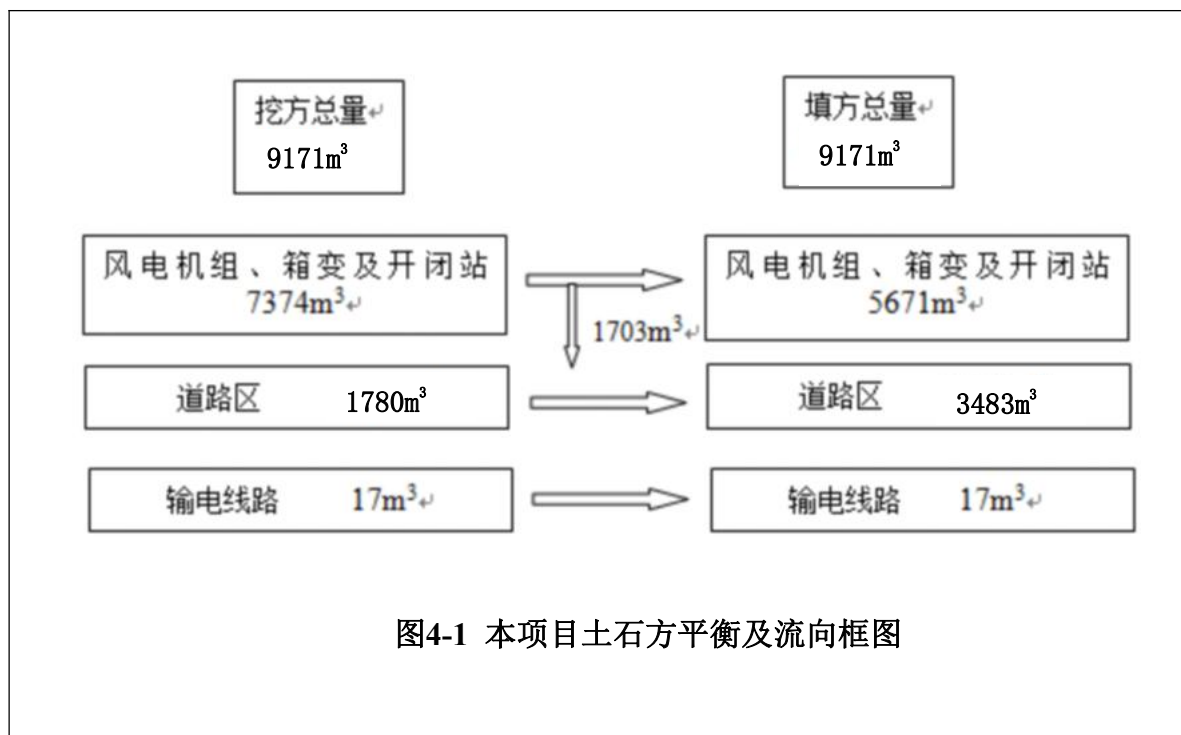 挖方总量↵
9171m³
填方总量↵
9171m³
风电机组、箱变及开闭站
7374m³↵
风电机组、箱变及开闭站
5671m³↵
1703m³↵
道路区 1780m³
道路区 3483m³
输电线路 17m³↵
输电线路 17m³↵
图4-1 本项目土石方平衡及流向框图